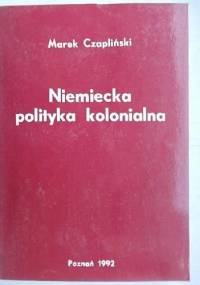 Marek Czapliński
Niemiecka
polityka kolonialna
Poznań 1992